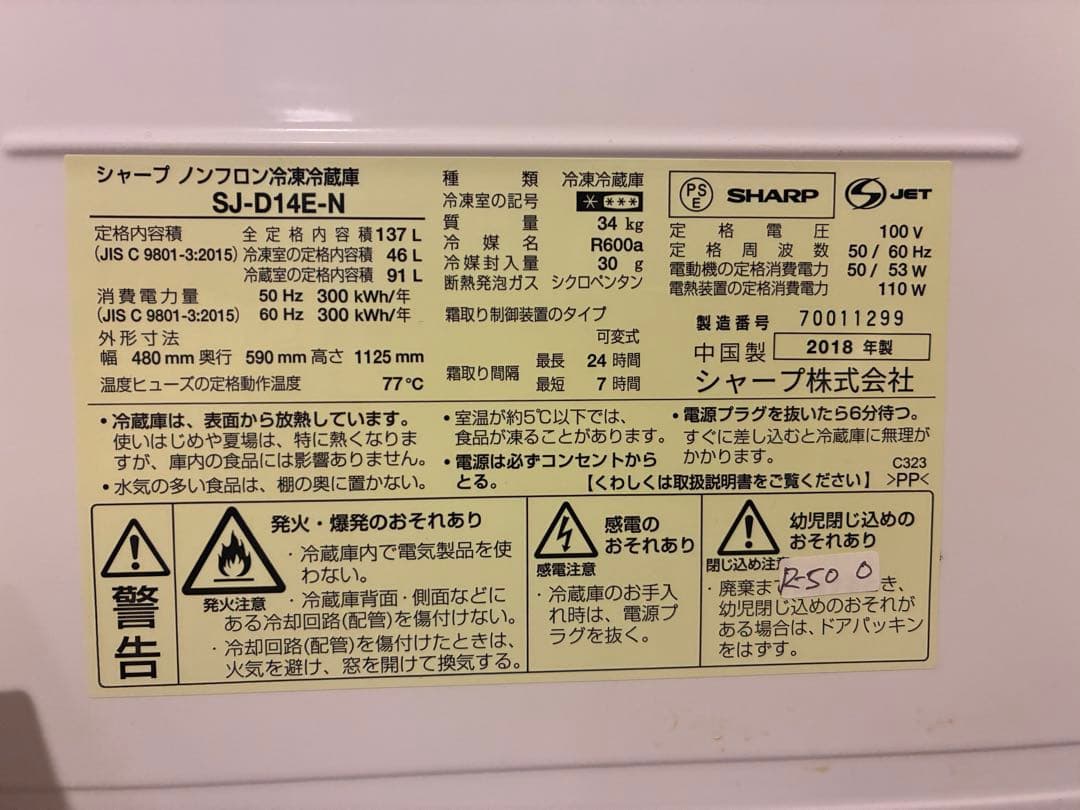 シャープ ノンフロン冷凍冷蔵庫
SJ-D14E-N
定格内容積 全定格内容積 137 L
(JIS C 9801-3:2015) 冷凍室の定格内容積 46 L
冷蔵室の定格内容積 91 L
消費電力量 50 Hz 300 kWh/年
(JIS C 9801-3:2015) 60 Hz 300 kWh/年
外形寸法
幅 480 mm 奥行 590 mm 高さ 1125 mm
温度ヒューズの定格動作温度 77℃
種類 冷凍冷蔵庫
冷凍室の記号 * ***
質量 34 kg
冷媒名 R600a
冷媒封入量 30 g
断熱発泡ガス シクロペンタン
霜取り制御装置のタイプ
可変式
霜取り間隔 最長 24 時間
最短 7 時間
PS
E
SHARP
S JET
定格電圧 100 V
定格周波数 50 / 60 Hz
電動機の定格消費電力 50 / 53 W
電熱装置の定格消費電力 110 W
製造番号 70011299
中国製 2018 年製
シャープ株式会社
・冷蔵庫は、表面から放熱しています。
使いはじめや夏場は、特に熱くなりま
すが、庫内の食品には影響ありません。
・水気の多い食品は、棚の奥に置かない。
・室温が約5℃以下では、
食品が凍ることがあります。
・電源は必ずコンセントから
とる。
・電源プラグを抜いたら6分待つ。
すぐに差し込むと冷蔵庫に無理が
かかります。
【くわしくは取扱説明書をご覧ください】
C323
>PP<
警告
発火・爆発のおそれあり
発火注意
・冷蔵庫内で電気製品を使
わない。
・冷蔵庫背面・側面などに
ある冷却回路(配管)を傷付けない。
・冷却回路(配管)を傷付けたときは、
火気を避け、窓を開けて換気する。
感電の
おそれあり
感電注意
・冷蔵庫のお手入
れ時は、電源プ
ラグを抜く。
幼児閉じ込めの
おそれあり
閉じ込め注
R-50 0
・廃棄ま き、
幼児閉じ込めのおそれが
ある場合は、ドアパッキン
をはずす。